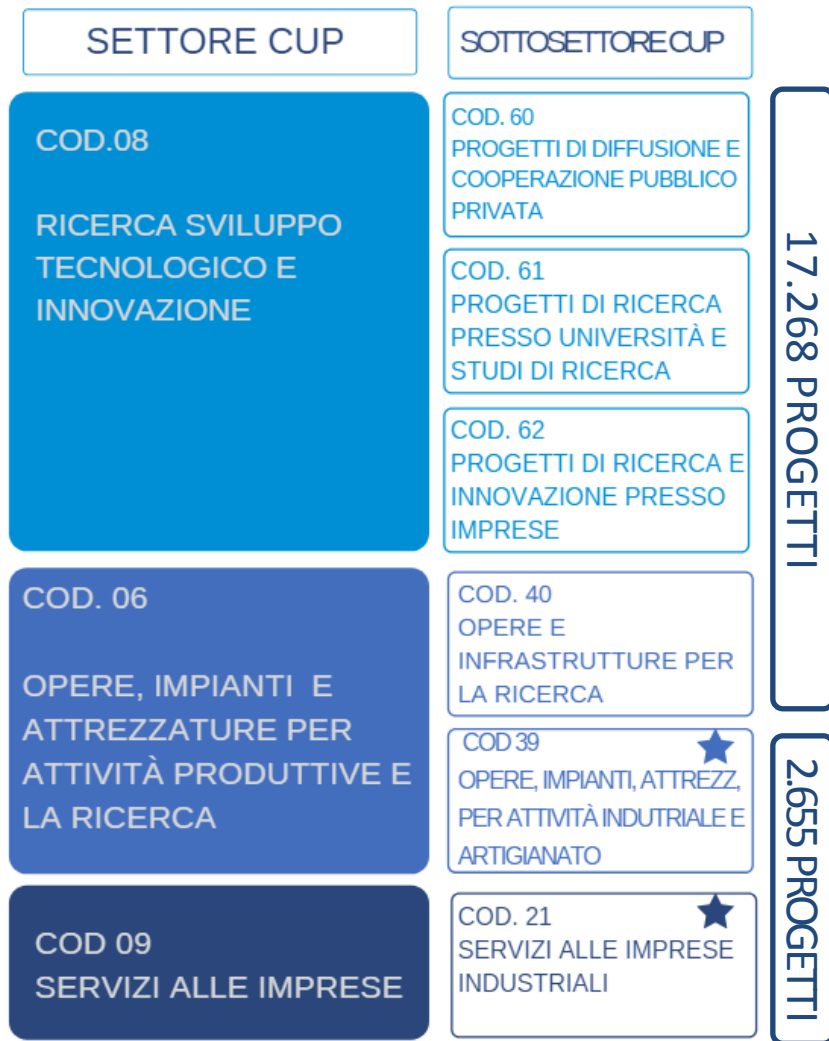 SETTORE CUP
SOTTOSETTORE CUP
COD.08
RICERCA SVILUPPO
TECNOLOGICO E
INNOVAZIONE
COD. 60
PROGETTI DI DIFFUSIONE E
COOPERAZIONE PUBBLICO
PRIVATA
COD. 61
PROGETTI DI RICERCA
PRESSO UNIVERSITÀ E
STUDI DI RICERCA
COD. 62
PROGETTI DI RICERCA E
INNOVAZIONE PRESSO
IMPRESE
17.268 PROGETTI
COD. 06
OPERE, IMPIANTI E
ATTREZZATURE PER
ATTIVITÀ PRODUTTIVE E
LA RICERCA
COD. 40
OPERE E
INFRASTRUTTURE PER
LA RICERCA
COD 39
OPERE, IMPIANTI, ATTREZZ,
PER ATTIVITÀ INDUTRIALE E
ARTIGIANATO
COD 09
SERVIZI ALLE IMPRESE
COD. 21
SERVIZI ALLE IMPRESE
INDUSTRIALI
2.655 PROGETTI